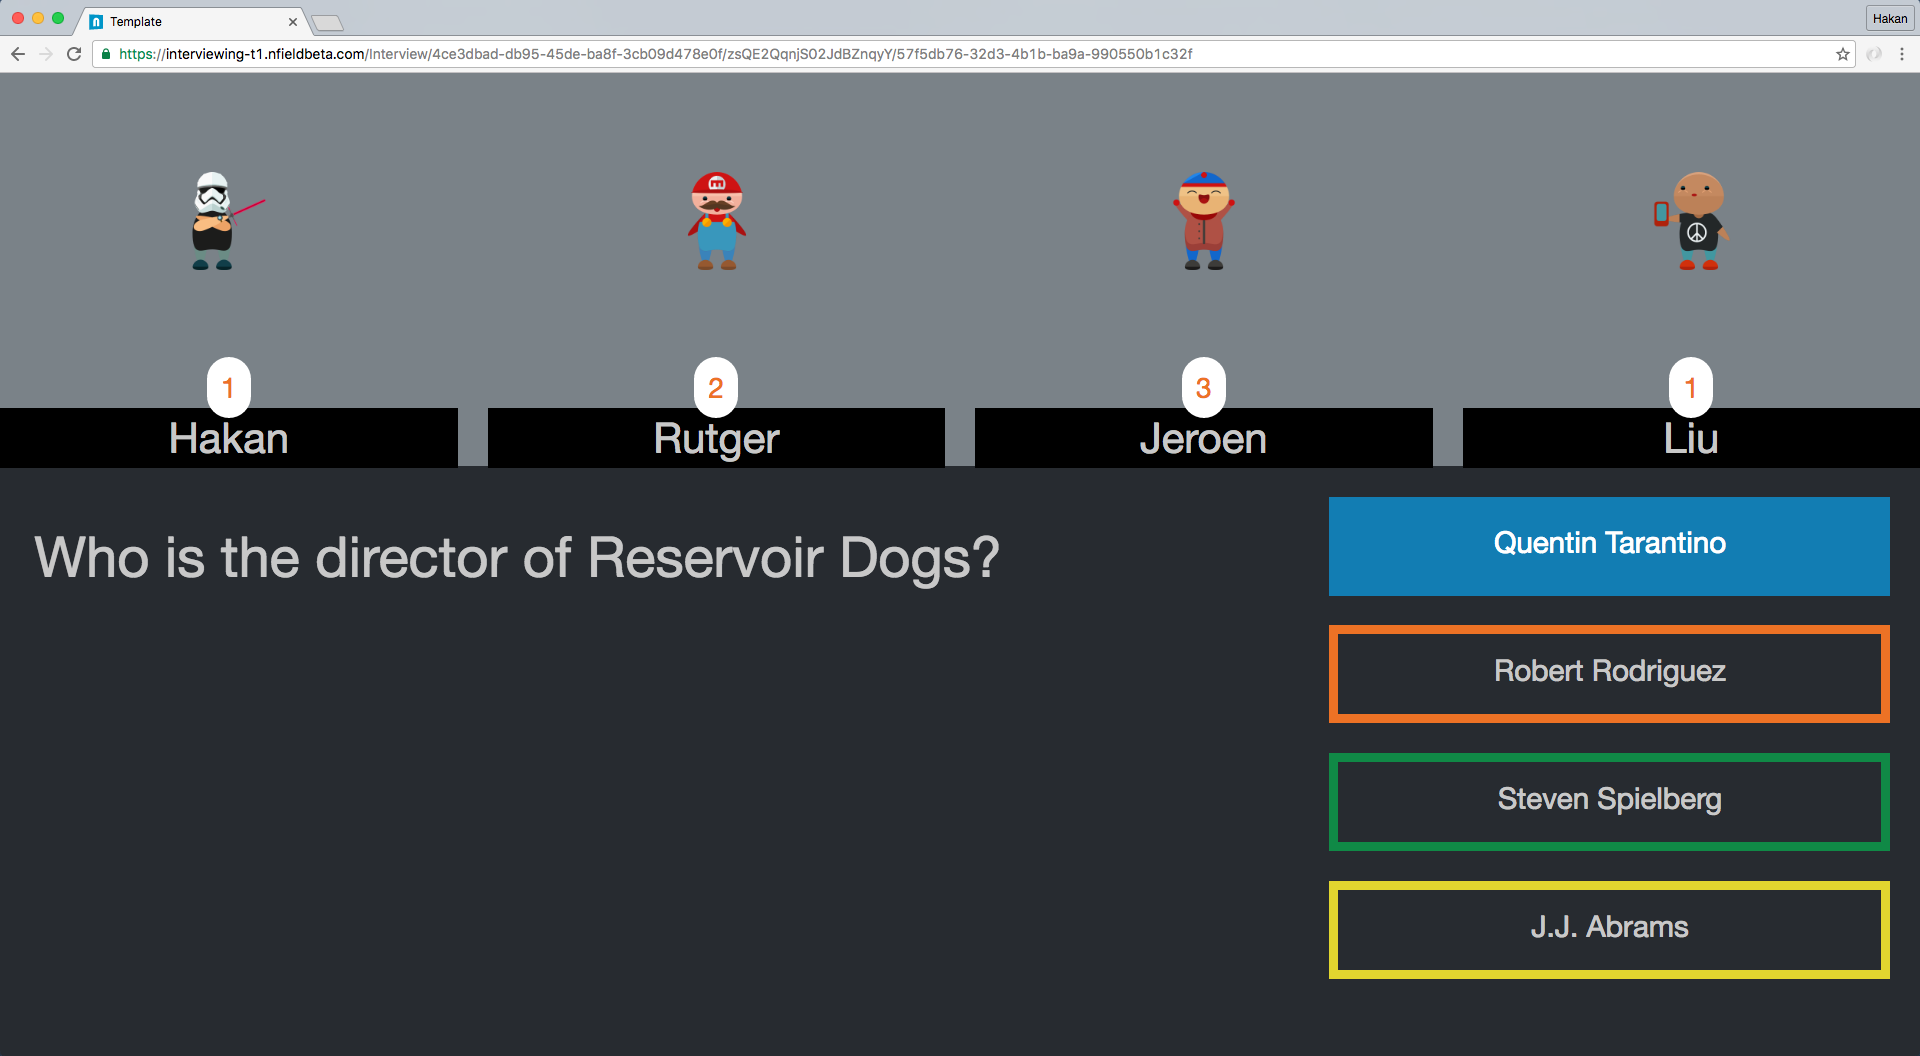 Template
Hakan
https://interviewing-t1.nfieldbeta.com/Interview/4ce3dbad-db95-45de-ba8f-3cb09d478e0f/zsQE2QqnjS02JdBZnqyY/57f5db76-32d3-4b1b-ba9a-990550b1c32f
1 2 3 1
Hakan Rutger Jeroen Liu
Who is the director of Reservoir Dogs?
Quentin Tarantino
Robert Rodriguez
Steven Spielberg
J.J. Abrams